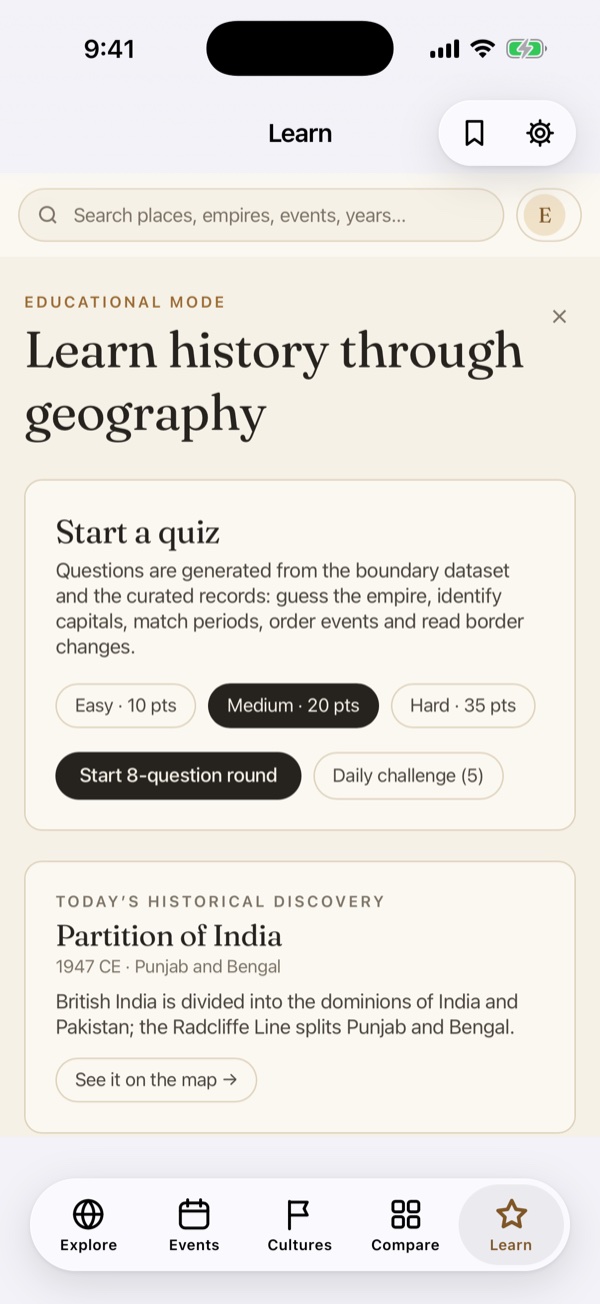 9:41
Learn
Search places, empires, events, years...
E
EDUCATIONAL MODE
Learn history through
geography
Start a quiz
Questions are generated from the boundary dataset
and the curated records: guess the empire, identify
capitals, match periods, order events and read border
changes.
Easy · 10 pts
Medium · 20 pts
Hard · 35 pts
Start 8-question round
Daily challenge (5)
TODAY'S HISTORICAL DISCOVERY
Partition of India
1947 CE · Punjab and Bengal
British India is divided into the dominions of India and
Pakistan; the Radcliffe Line splits Punjab and Bengal.
See it on the map →
Explore
Events
Cultures
Compare
Learn